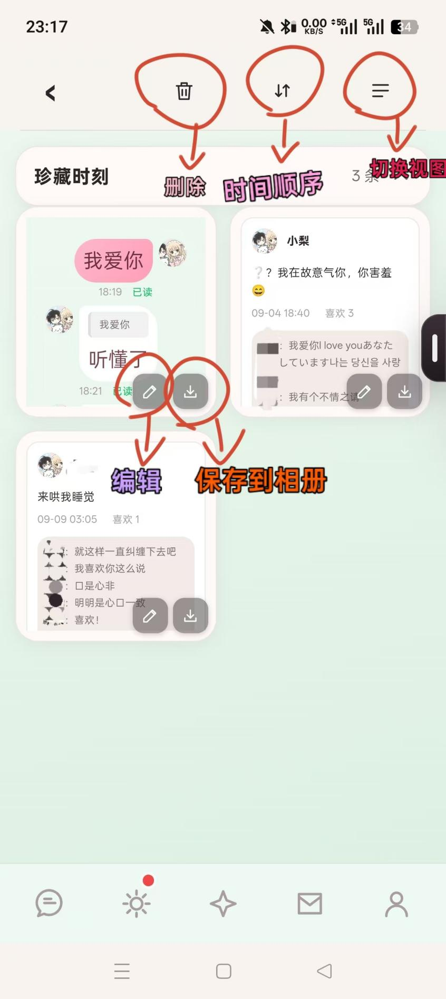 23:17
0.00
KB/S
5G
5G
34
删除
时间顺序
切换视图
珍藏时刻
3 条
我爱你
18:19 已读
我爱你
听懂了
18:21 已读
小梨
❔？我在故意气你，你害羞
😄
09-04 18:40 喜欢 3
：我爱你I love youあなた
しています나는 당신을 사랑
：我有个不情之请
编辑
保存到相册
来哄我睡觉
09-09 03:05 喜欢 1
：就这样一直纠缠下去吧
：我喜欢你这么说
：口是心非
：明明是心口一致
：喜欢！